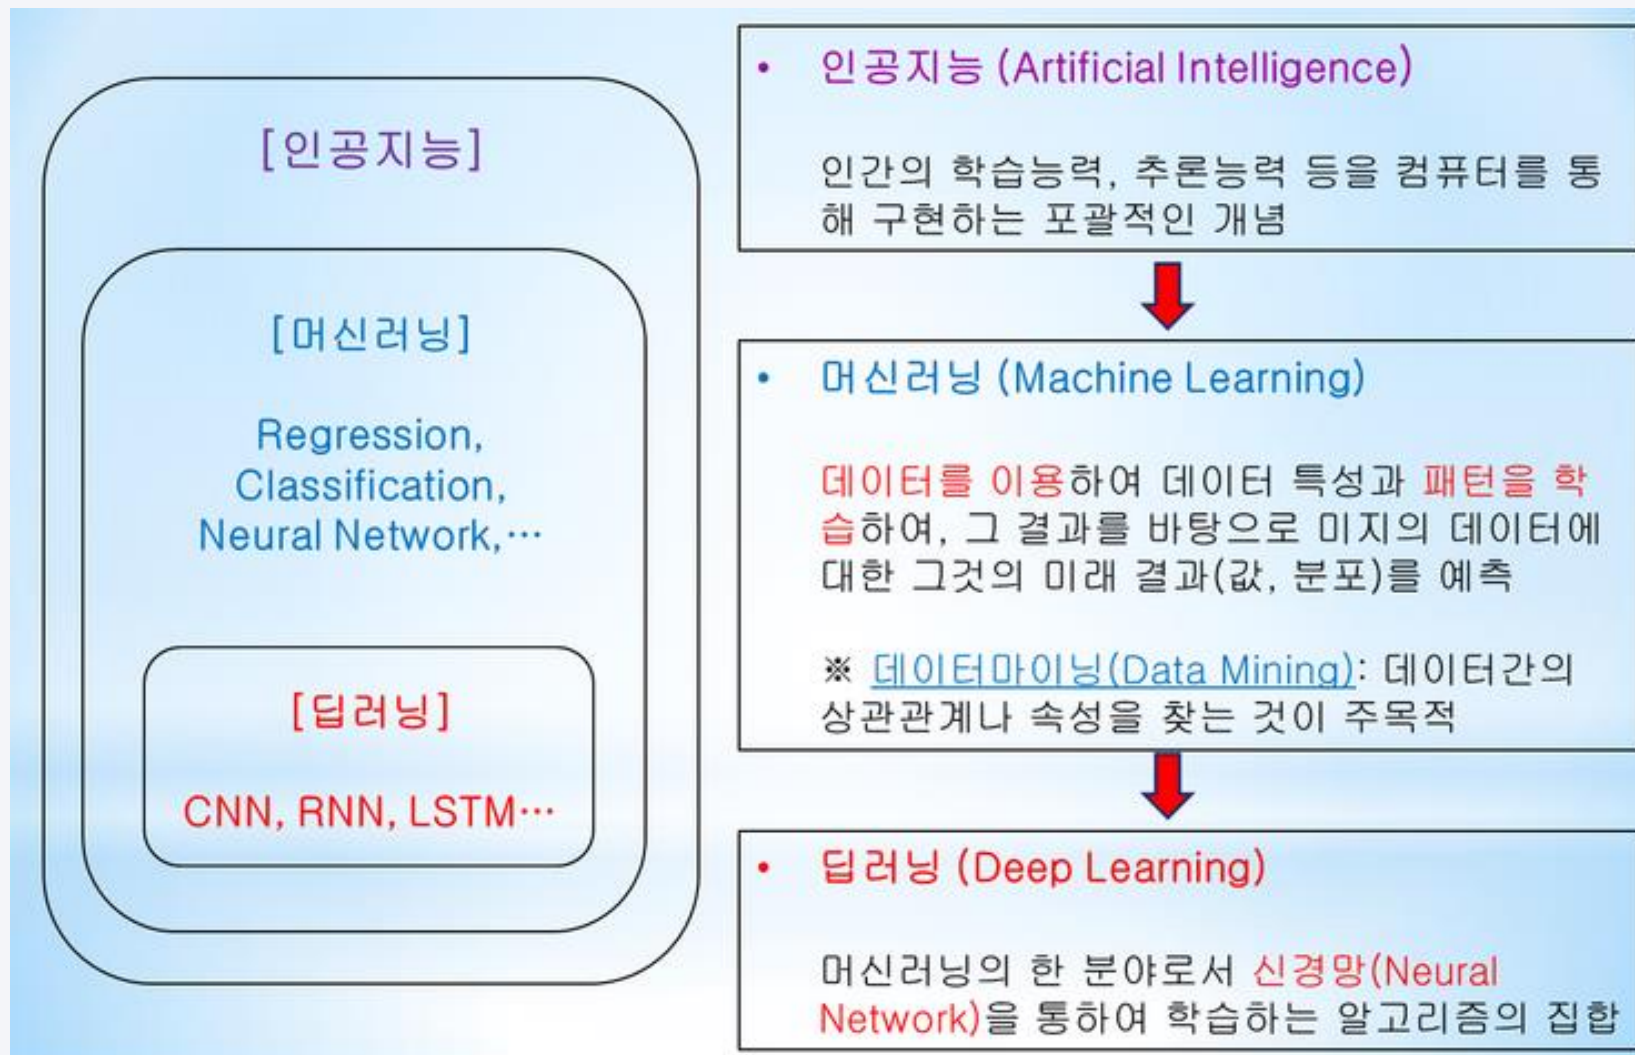 [인공지능]
[머신러닝]
Regression,
Classification,
Neural Network,…
[딥러닝]
CNN, RNN, LSTM…
• 인공지능 (Artificial Intelligence)
인간의 학습능력, 추론능력 등을 컴퓨터를 통
해 구현하는 포괄적인 개념
• 머신러닝 (Machine Learning)
데이터를 이용하여 데이터 특성과 패턴을 학
습하여, 그 결과를 바탕으로 미지의 데이터에
대한 그것의 미래 결과(값, 분포)를 예측
※ 데이터마이닝(Data Mining): 데이터간의
상관관계나 속성을 찾는 것이 주목적
• 딥러닝 (Deep Learning)
머신러닝의 한 분야로서 신경망(Neural
Network)을 통하여 학습하는 알고리즘의 집합